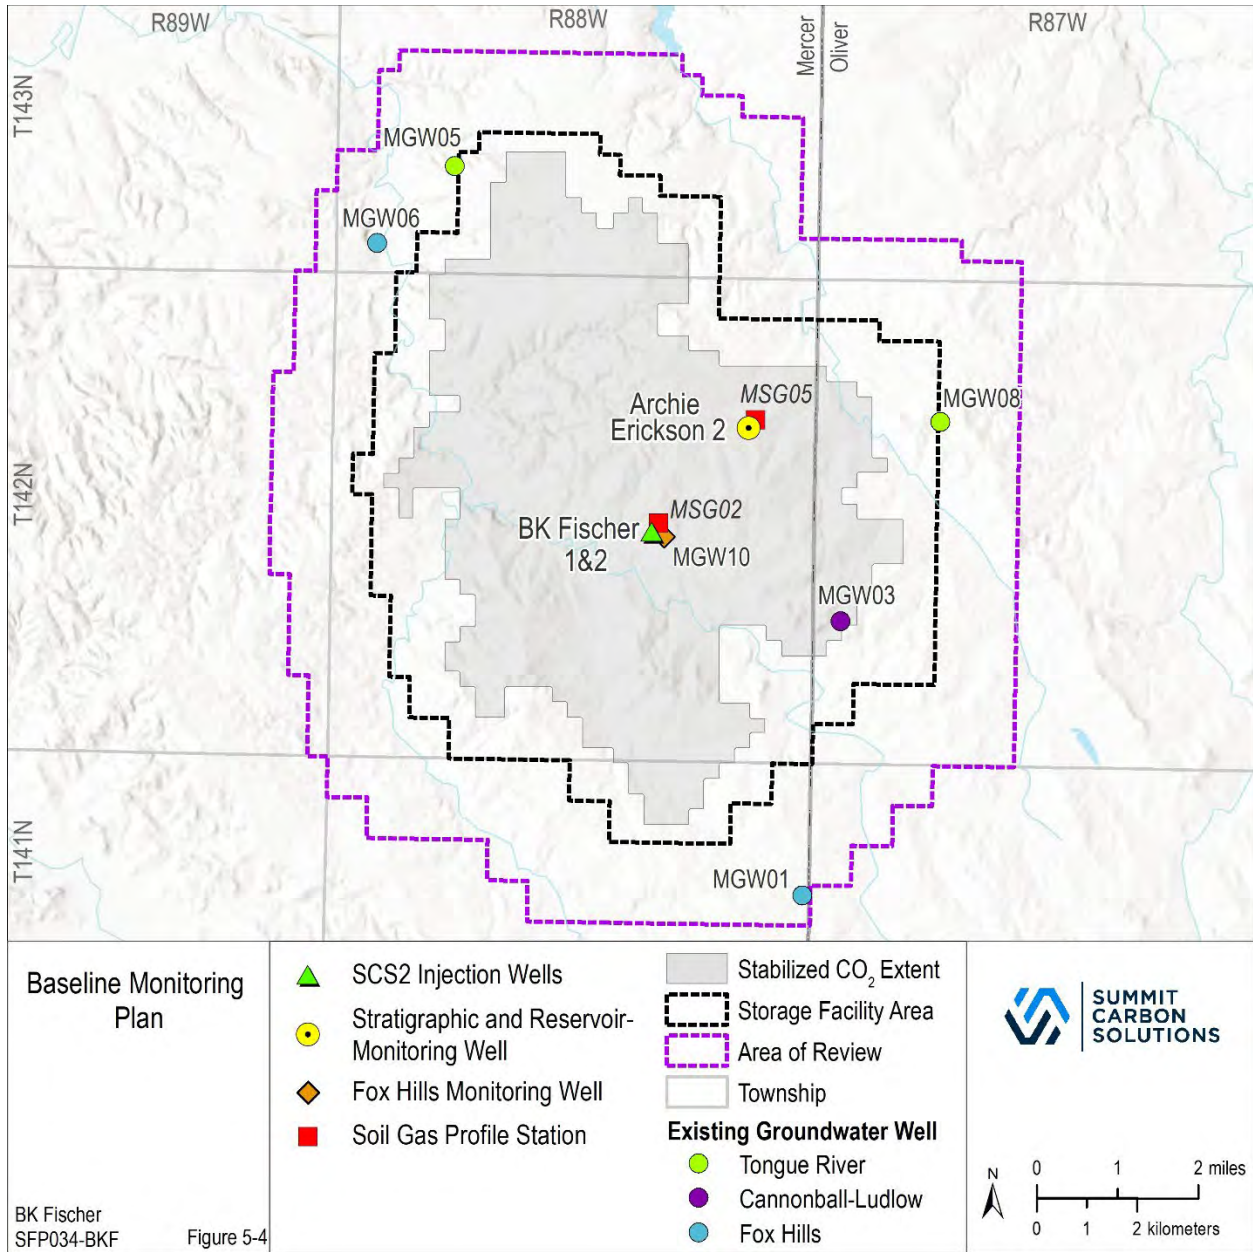 R89W
R88W
R87W
Mercer
Oliver
T143N
MGW05
MGW06
MSG05
Archie
Erickson 2
MGW08
T142N
MSG02
BK Fischer
1&2
MGW10
MGW03
T141N
MGW01
Baseline Monitoring
Plan
BK Fischer
SFP034-BKF
Figure 5-4
SCS2 Injection Wells
Stratigraphic and Reservoir-
Monitoring Well
Fox Hills Monitoring Well
Soil Gas Profile Station
Stabilized CO2 Extent
Storage Facility Area
Area of Review
Township
Existing Groundwater Well
Tongue River
Cannonball-Ludlow
Fox Hills
SUMMIT
CARBON
SOLUTIONS
N
0 1 2 miles
0 1 2 kilometers